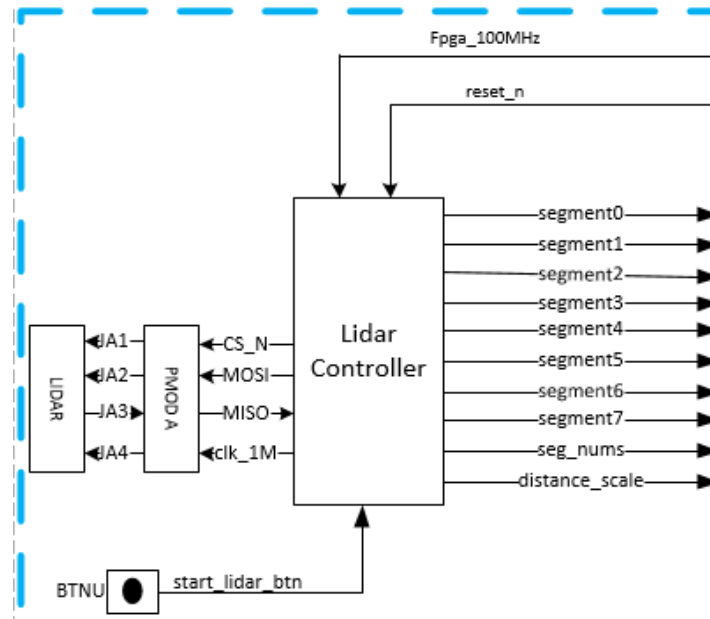 Fpga_100MHz
reset_n
segment0
segment1
segment2
segment3
segment4
segment5
segment6
segment7
seg_nums
distance_scale
Lidar
Controller
CS_N
MOSI
MISO
clk_1M
PMOD A
JA1
JA2
JA3
JA4
LIDAR
BTNU
start_lidar_btn